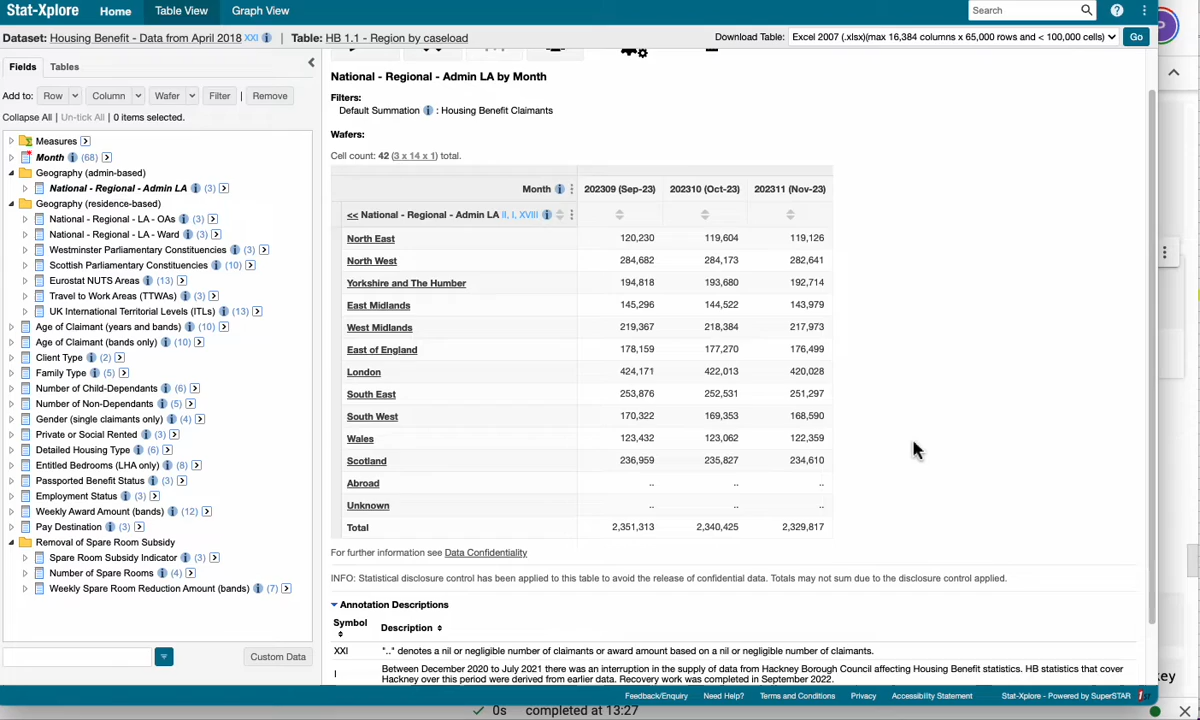 Stat-Xplore Home Table View Graph View Search
Dataset: Housing Benefit - Data from April 2018 XXI | Table: HB 1.1 - Region by caseload Download Table: Excel 2007 (.xlsx)(max 16,384 columns x 65,000 rows and < 100,000 cells) Go
Fields Tables
Add to: Row Column Wafer Filter | Remove
Collapse All | Un-tick All | 0 items selected.
Measures
Month (68)
Geography (admin-based)
National - Regional - Admin LA (3)
Geography (residence-based)
National - Regional - LA - OAs (3)
National - Regional - LA - Ward (3)
Westminster Parliamentary Constituencies (3)
Scottish Parliamentary Constituencies (10)
Eurostat NUTS Areas (13)
Travel to Work Areas (TTWAs) (3)
UK International Territorial Levels (ITLs) (13)
Age of Claimant (years and bands) (10)
Age of Claimant (bands only) (10)
Client Type (2)
Family Type (5)
Number of Child-Dependants (6)
Number of Non-Dependants (5)
Gender (single claimants only) (4)
Private or Social Rented (3)
Detailed Housing Type (6)
Entitled Bedrooms (LHA only) (8)
Passported Benefit Status (3)
Employment Status (3)
Weekly Award Amount (bands) (12)
Pay Destination (3)
Removal of Spare Room Subsidy
Spare Room Subsidy Indicator (3)
Number of Spare Rooms (4)
Weekly Spare Room Reduction Amount (bands) (7)
Custom Data
National - Regional - Admin LA by Month
Filters:
Default Summation : Housing Benefit Claimants
Wafers:
Cell count: 42 (3 x 14 x 1) total.
Month 202309 (Sep-23) 202310 (Oct-23) 202311 (Nov-23)
<< National - Regional - Admin LA II, I, XVIII
North East 120,230 119,604 119,126
North West 284,682 284,173 282,641
Yorkshire and The Humber 194,818 193,680 192,714
East Midlands 145,296 144,522 143,979
West Midlands 219,367 218,384 217,973
East of England 178,159 177,270 176,499
London 424,171 422,013 420,028
South East 253,876 252,531 251,297
South West 170,322 169,353 168,590
Wales 123,432 123,062 122,359
Scotland 236,959 235,827 234,610
Abroad .. .. ..
Unknown .. .. ..
Total 2,351,313 2,340,425 2,329,817
For further information see Data Confidentiality
INFO: Statistical disclosure control has been applied to this table to avoid the release of confidential data. Totals may not sum due to the disclosure control applied.
Annotation Descriptions
Symbol Description
XXI ".." denotes a nil or negligible number of claimants or award amount based on a nil or negligible number of claimants.
I Between December 2020 to July 2021 there was an interruption in the supply of data from Hackney Borough Council affecting Housing Benefit statistics. HB statistics that cover
Hackney over this period were derived from earlier data. Recovery work was completed in September 2022.
Feedback/Enquiry Need Help? Terms and Conditions Privacy Accessibility Statement Stat-Xplore - Powered by SuperSTAR
key
0s completed at 13:27